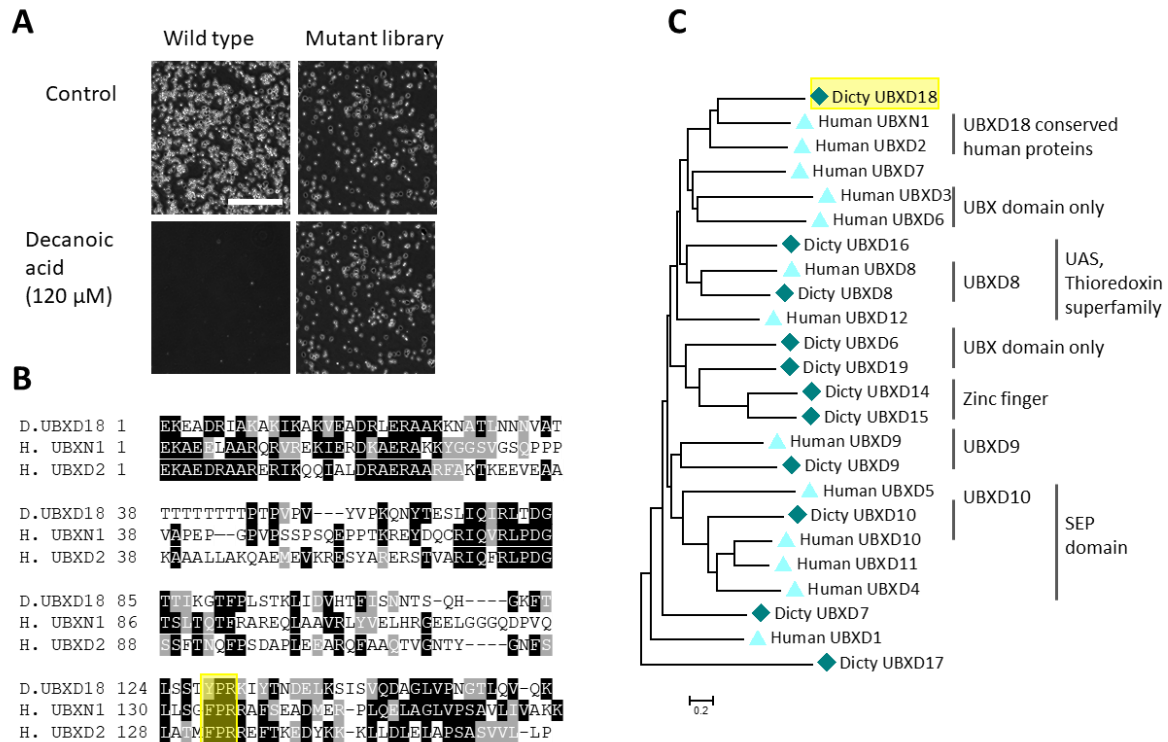 A
Wild type
Mutant library
Control
Decanoic
acid
(120 µM)
B
D.UBXD18 1 EKEADRIAKAKIKAKVEADRLERAAKKNATLNNNVAT
H. UBXN1 1 EKAEELAARQRVREKIERDKAERAKKYGGSVGSQPPP
H. UBXD2 1 EKAEDRAARERIKQQIALDRAERAARFAKTKEEVEAA
D.UBXD18 38 TTTTTTTTPTPVPV---YVPKQNYTESLIQIRLTDG
H. UBXN1 38 VAPEP--GPVPSSPSQEPPTKREYDQCRIQVRLPDG
H. UBXD2 38 KAAALLAKQAEMEVKRESYARERSTVARIQFRLPDG
D.UBXD18 85 TTIKGTFPLSTKLIDVHTFISNNTS-QH----GKFT
H. UBXN1 86 TSLTQTFRAREQLAAVRLYVELHRGEELGGGQDPVQ
H. UBXD2 88 SSFTNQFPSDAPLEEARQFAAQTVGNTY----GNFS
D.UBXD18 124 LSSTYPRKIYTNDELKSISVQDAGLVPNGTLQV-QK
H. UBXN1 130 LLSGFPRRAFSEADMER-PLQELAGLVPSAVLIVAKK
H. UBXD2 128 LATMFPRREFTKEDYKK-KLLDLELAPSASVVL-LP
C
Dicty UBXD18
Human UBXN1
Human UBXD2
UBXD18 conserved
human proteins
Human UBXD7
Human UBXD3
Human UBXD6
UBX domain only
Dicty UBXD16
Human UBXD8
Dicty UBXD8
UBXD8
Human UBXD12
UAS,
Thioredoxin
superfamily
Dicty UBXD6
Dicty UBXD19
UBX domain only
Dicty UBXD14
Dicty UBXD15
Zinc finger
Human UBXD9
Dicty UBXD9
UBXD9
Human UBXD5
Dicty UBXD10
Human UBXD10
UBXD10
Human UBXD11
Human UBXD4
SEP
domain
Dicty UBXD7
Human UBXD1
Dicty UBXD17
0.2